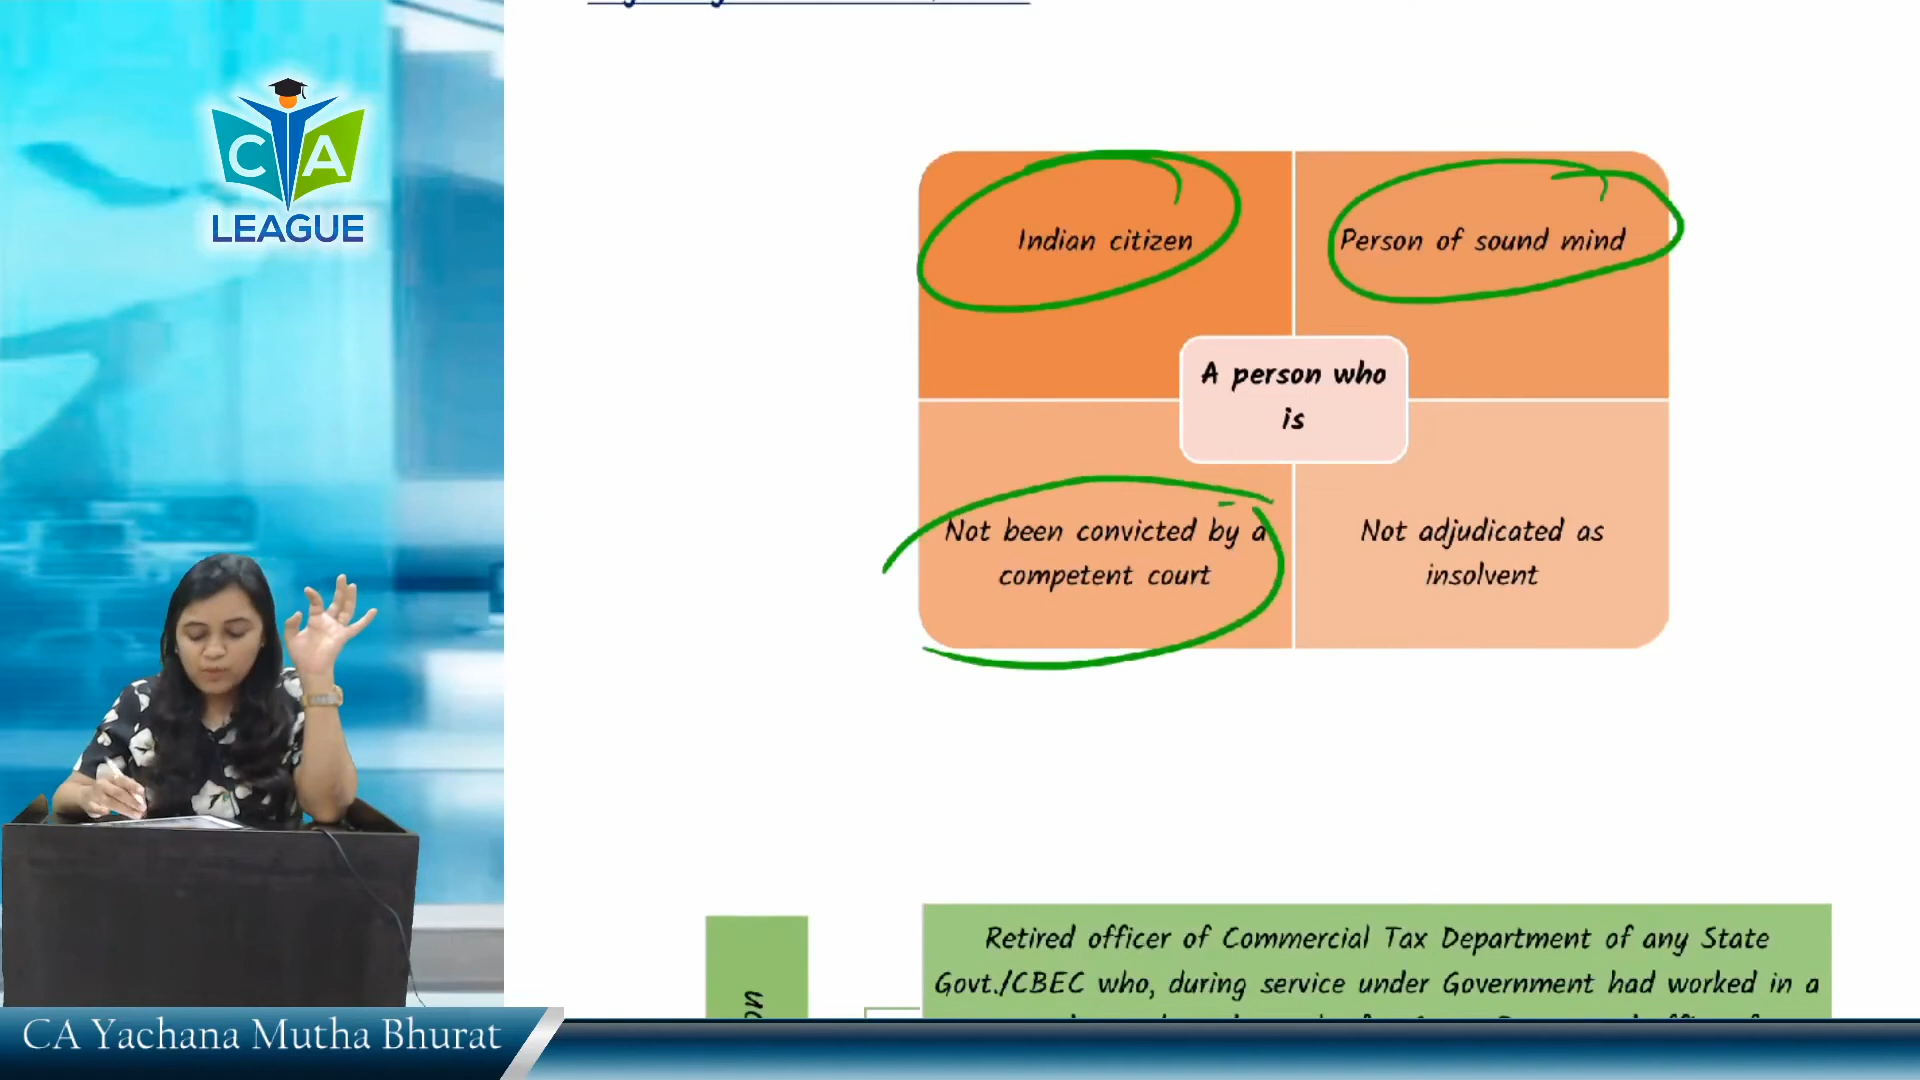 C A
LEAGUE
Indian citizen
Person of sound mind
A person who
is
Not been convicted by a
competent court
Not adjudicated as
insolvent
Retired officer of Commercial Tax Department of any State
Govt./CBEC who, during service under Government had worked in a
CA Yachana Mutha Bhurat